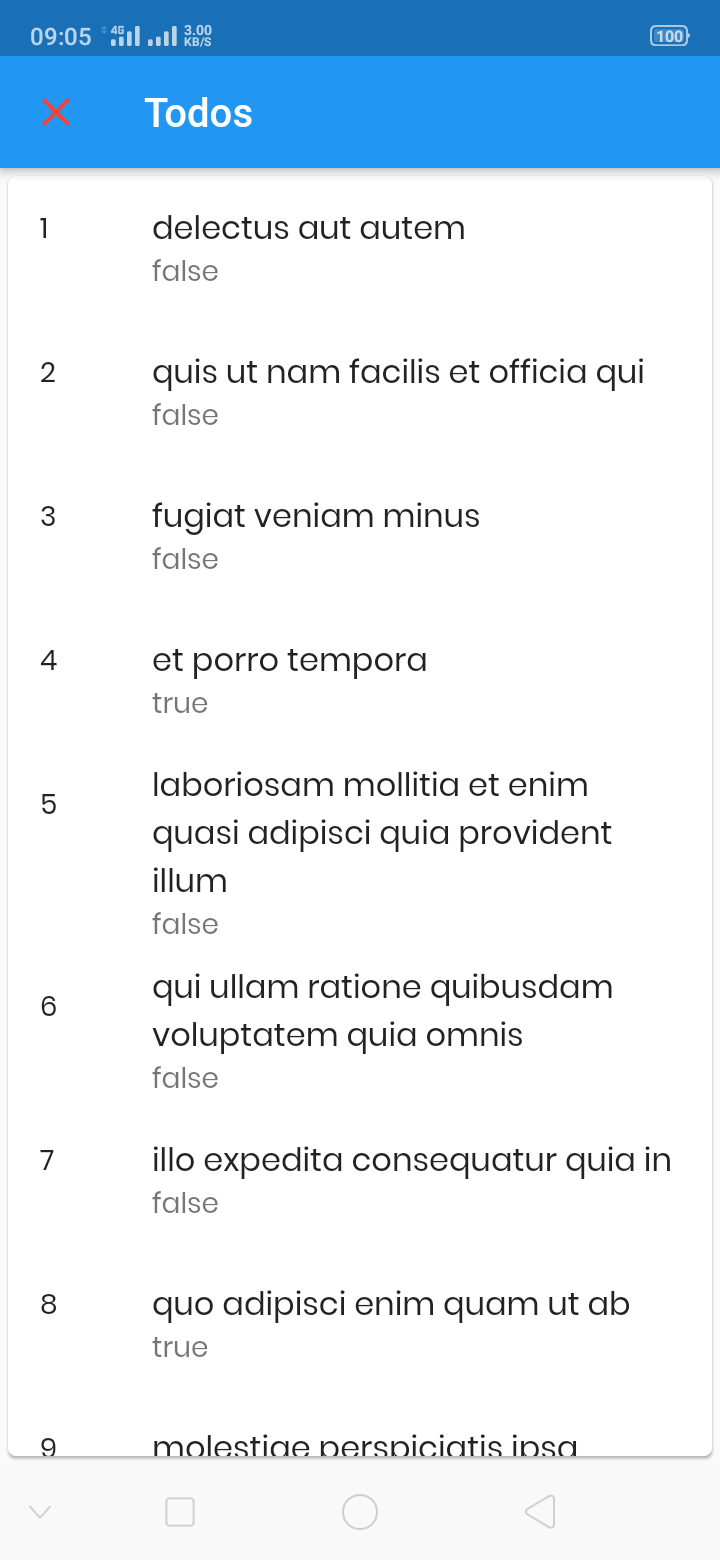 09:05 4G 3.00 KB/S 100
Todos
1
delectus aut autem
false
2
quis ut nam facilis et officia qui
false
3
fugiat veniam minus
false
4
et porro tempora
true
5
laboriosam mollitia et enim
quasi adipisci quia provident
illum
false
6
qui ullam ratione quibusdam
voluptatem quia omnis
false
7
illo expedita consequatur quia in
false
8
quo adipisci enim quam ut ab
true
9
molestiae perspiciatis ipsa